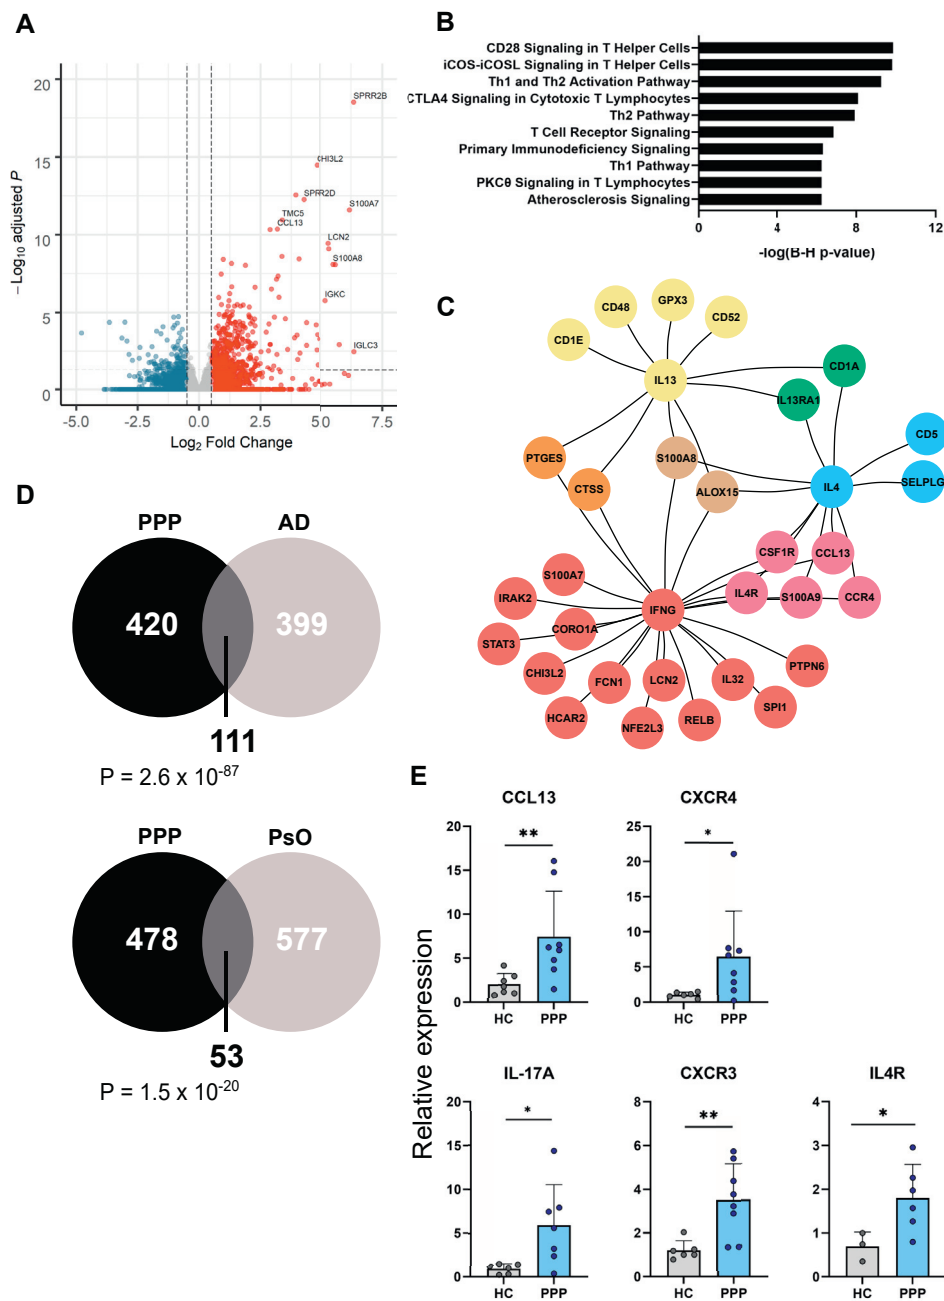 A
− Log10 adjusted P
20
15
10
5
0
-5.0
-2.5
0.0
2.5
5.0
7.5
Log2 Fold Change
SPRR2B
CHI3L2
SPRR2D
S100A7
TMC5
CCL13
LCN2
S100A8
IGKC
IGLC3
B
CD28 Signaling in T Helper Cells
iCOS-iCOSL Signaling in T Helper Cells
Th1 and Th2 Activation Pathway
CTLA4 Signaling in Cytotoxic T Lymphocytes
Th2 Pathway
T Cell Receptor Signaling
Primary Immunodeficiency Signaling
Th1 Pathway
PKCθ Signaling in T Lymphocytes
Atherosclerosis Signaling
0 4 8 12
-log(B-H p-value)
C
GPX3
CD48
CD52
CD1E
CD1A
IL13
IL13RA1
CD5
PTGES
S100A8
CTSS
ALOX15
IL4
SELPLG
CSF1R
CCL13
S100A7
IL4R
S100A9
CCR4
IRAK2
IFNG
CORO1A
STAT3
CHI3L2
FCN1
LCN2
IL32
PTPN6
HCAR2
NFE2L3
RELB
SPI1
D
PPP AD
420 399
111
P = 2.6 x 10-87
PPP PsO
478 577
53
P = 1.5 x 10-20
E
Relative expression
CCL13
**
20
15
10
5
0
HC PPP
CXCR4
*
25
20
15
10
5
0
HC PPP
IL-17A
*
20
15
10
5
0
HC PPP
CXCR3
**
8
6
4
2
0
HC PPP
IL4R
*
4
3
2
1
0
HC PPP